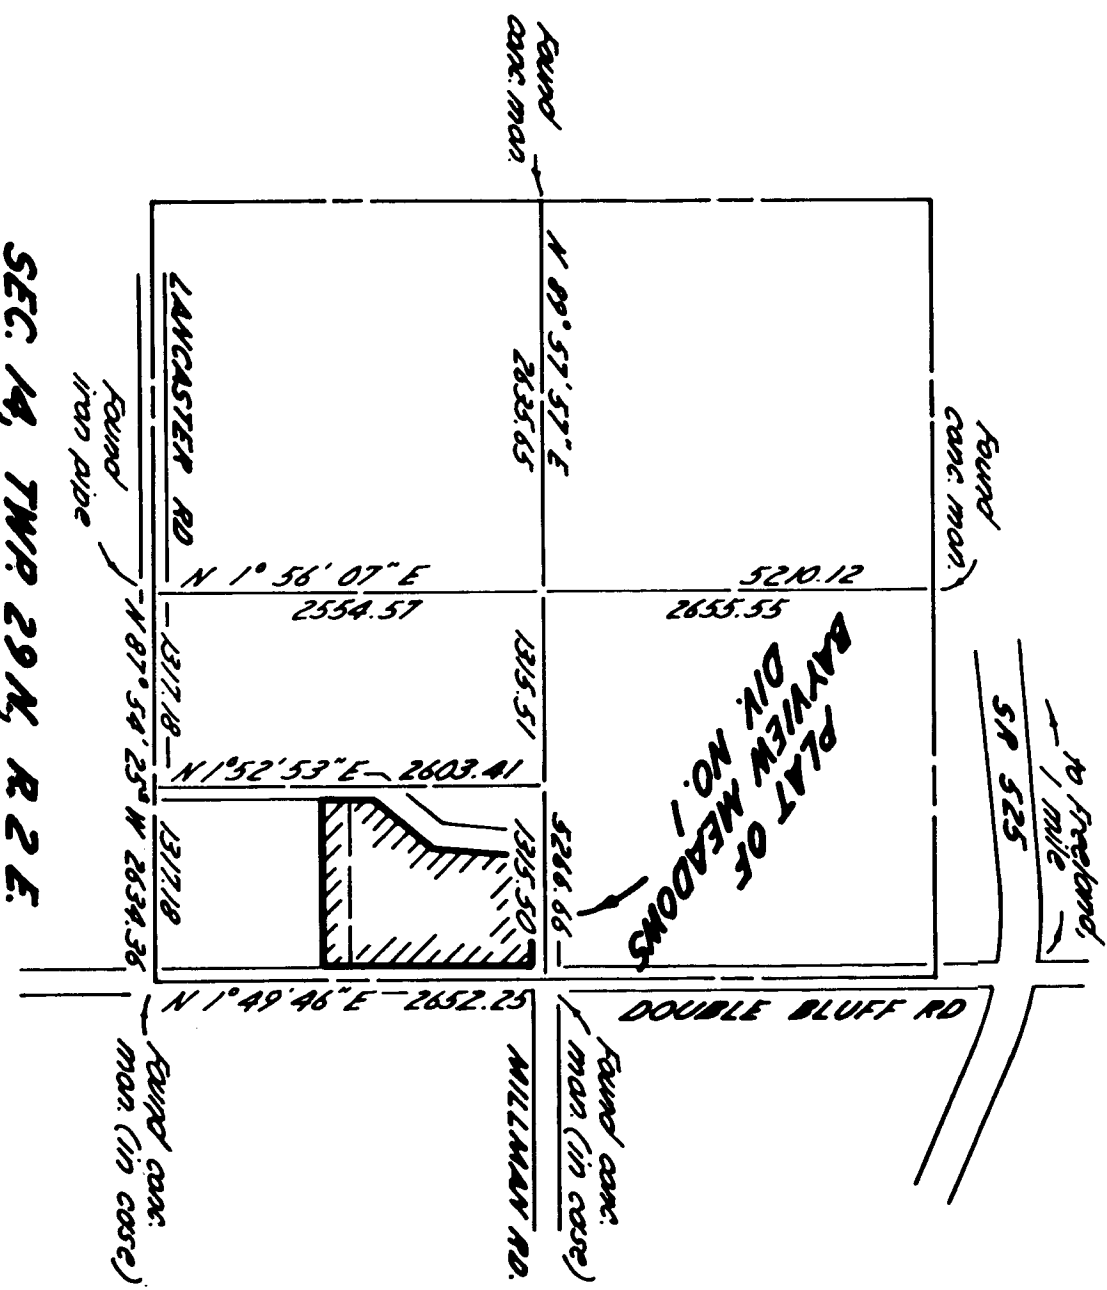 Found
conc. mon.
N 89° 57' 57" E
2635.65
Found
conc. mon.
LANCASTER RD
Found
iron pipe
N 1° 56' 07" E
5210.12
2554.57
2655.55
SR 525
to Freeland,
1 mile
PLAT OF
BAYVIEW MEADOWS
DIV. NO. 1
1315.51
1317.18
N 87° 54' 25" W 2634.36
N 1° 52' 53" E 2603.41
5266.66
1315.50
1317.18
N 1° 49' 46" E 2652.25
DOUBLE BLUFF RD
MILLMAN RD.
Found conc.
mon. (in case)
Found conc.
mon. (in case)
SEC. 14, TWP. 29 N., R. 2 E.